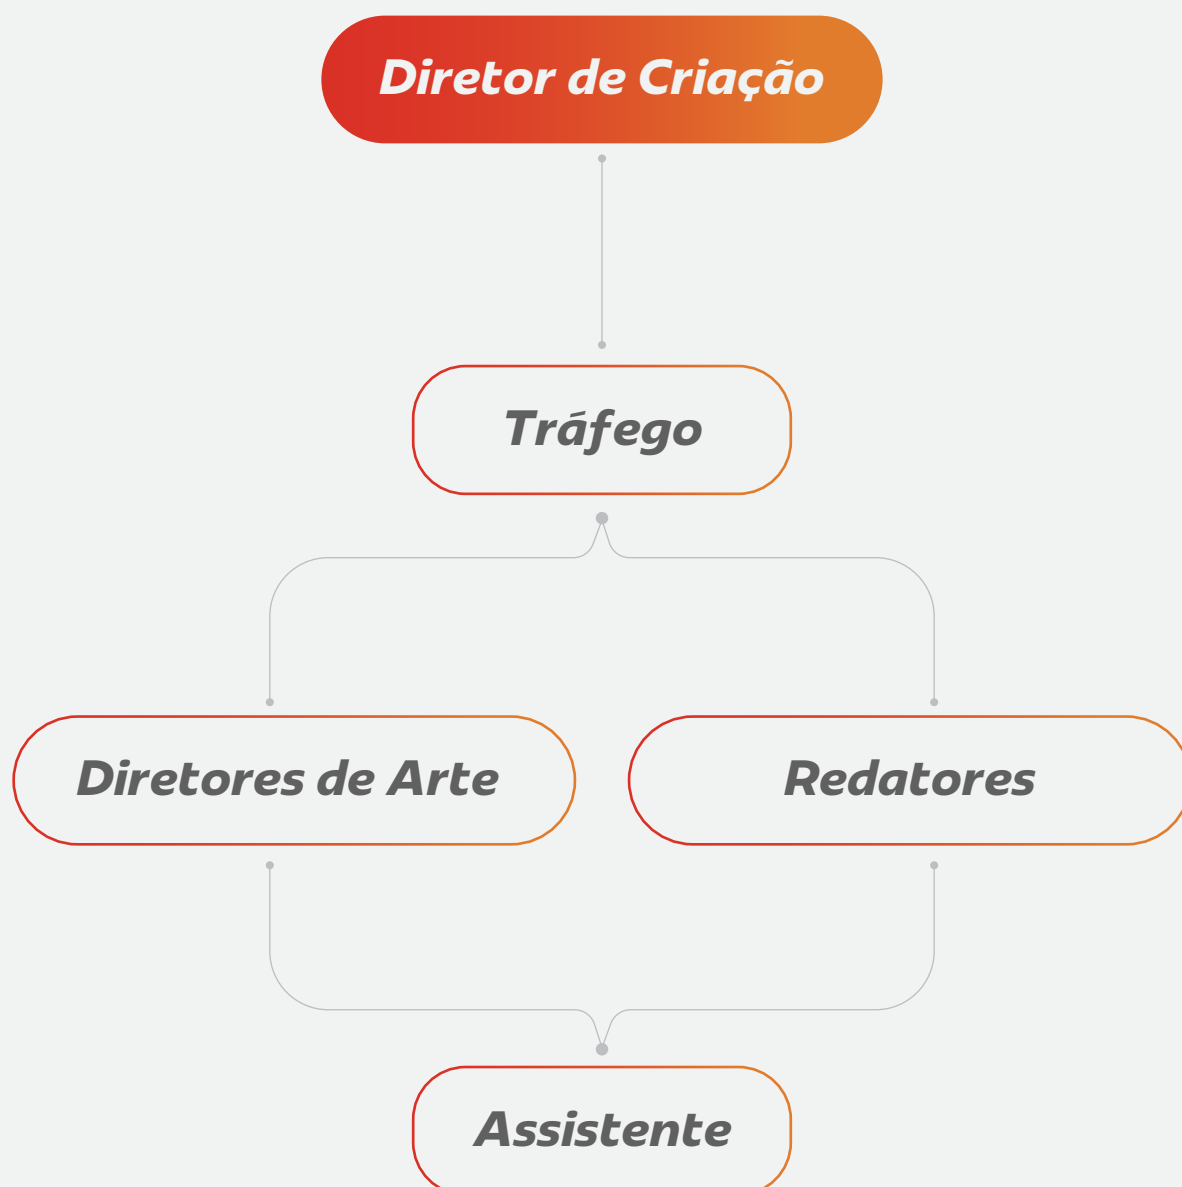 Diretor de Criação
Tráfego
Diretores de Arte
Redatores
Assistente